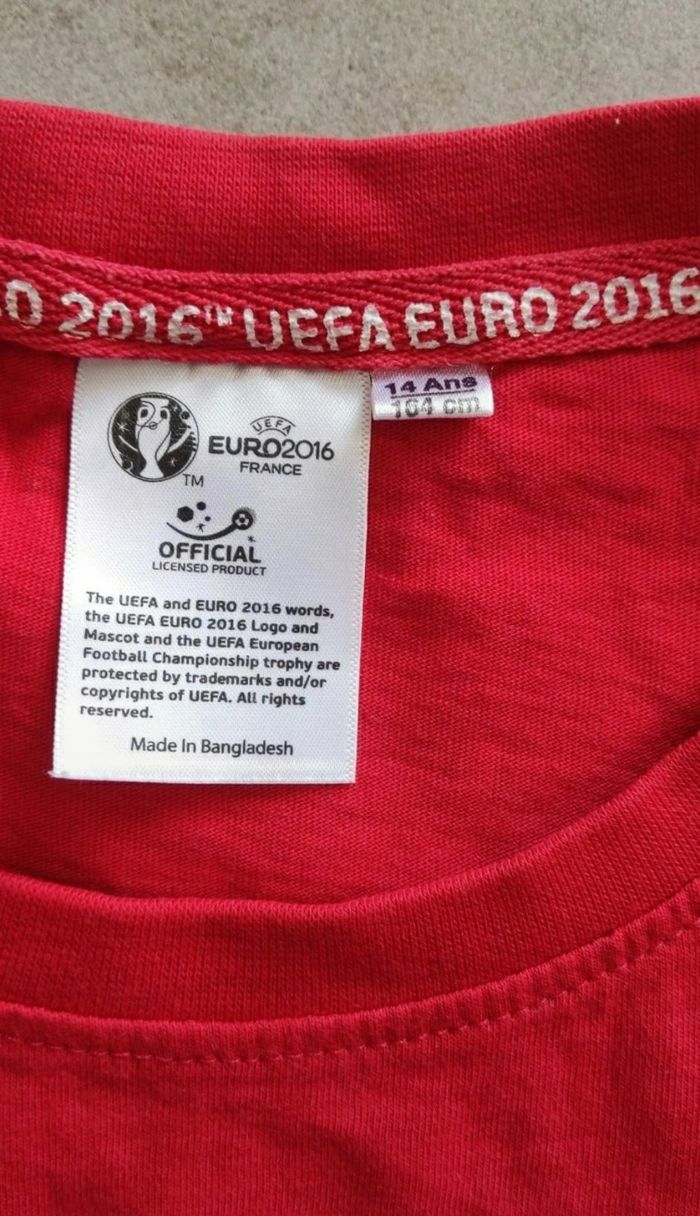 O 2016™ UEFA EURO 2016
14 Ans
164 cm
UEFA
EURO2016
FRANCE
TM
OFFICIAL
LICENSED PRODUCT
The UEFA and EURO 2016 words,
the UEFA EURO 2016 Logo and
Mascot and the UEFA European
Football Championship trophy are
protected by trademarks and/or
copyrights of UEFA. All rights
reserved.
Made In Bangladesh